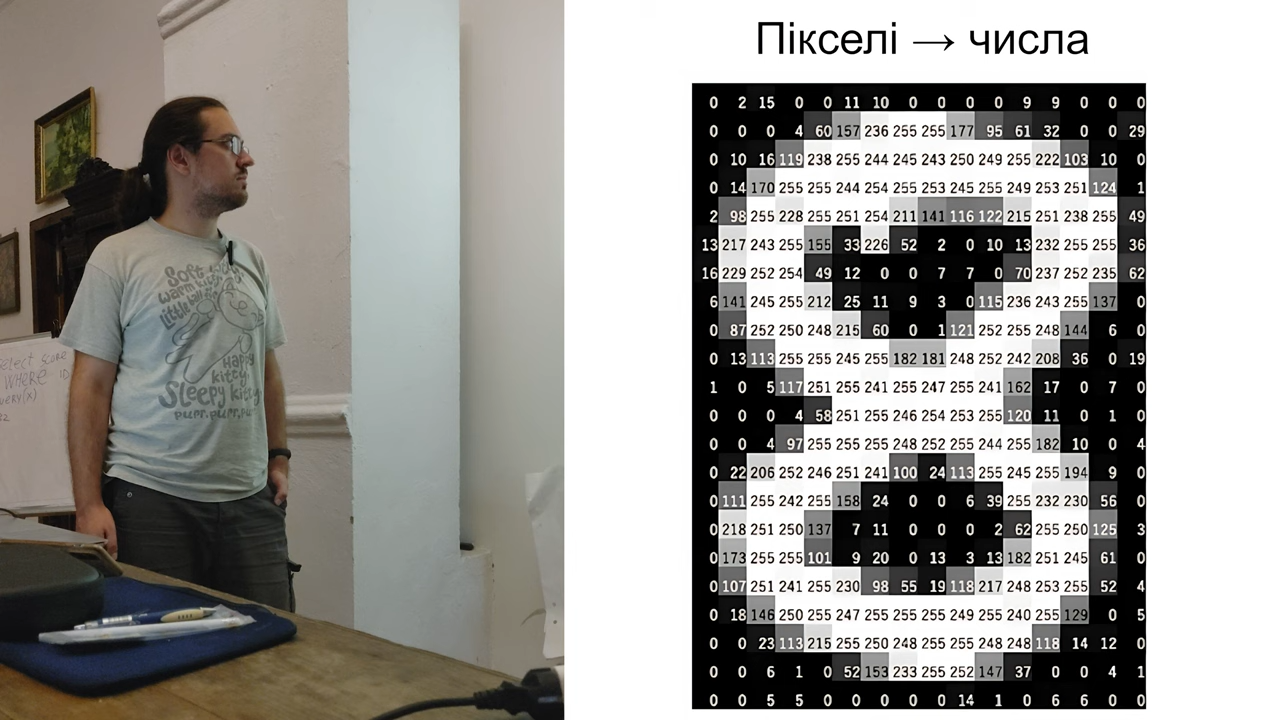 Soft
warm
Little ball
Happy
kitty
Sleepy kitty
purr.purr.
SCORE
WHERE ID
Пікселі → числа
0 2 15 0 0 11 10 0 0 0 0 9 9 0 0 0
0 0 0 4 60 157 236 255 255 177 95 61 32 0 0 29
0 10 16 119 238 255 244 245 243 250 249 255 222 103 10 0
0 14 170 255 255 244 255 253 245 255 249 253 251 124 1
2 98 255 228 255 251 254 211 141 116 122 215 251 238 255 49
13 217 243 255 155 33 226 52 2 0 10 13 232 255 255 36
16 229 252 254 49 12 0 0 7 7 0 70 237 252 235 62
6 141 245 255 212 25 11 9 3 0 115 236 243 255 137 0
0 87 252 250 248 215 60 0 1 121 252 255 248 144 6 0
0 13 113 255 255 245 255 182 181 248 252 242 208 36 0 19
1 0 5 117 251 255 241 255 247 255 241 162 17 0 7 0
0 0 0 4 58 251 255 246 254 253 255 120 11 0 1 0
0 0 4 97 255 255 255 248 252 255 244 255 182 10 0 4
0 22 206 252 246 251 241 100 24 113 255 245 255 194 9 0
0 111 255 242 255 158 24 0 0 6 39 255 232 230 56 0
0 218 251 250 137 7 11 0 0 0 2 62 255 250 125 3
0 173 255 255 101 9 20 0 13 3 13 182 251 245 61 0
0 107 251 241 255 230 98 55 19 118 217 248 253 255 52 4
0 18 146 250 255 247 255 255 255 249 255 240 255 129 0 5
0 0 23 113 215 255 250 248 255 255 248 248 118 14 12 0
0 0 6 1 0 52 153 233 255 252 147 37 0 0 4 1
0 0 5 5 0 0 0 0 0 14 1 0 6 6 0 0